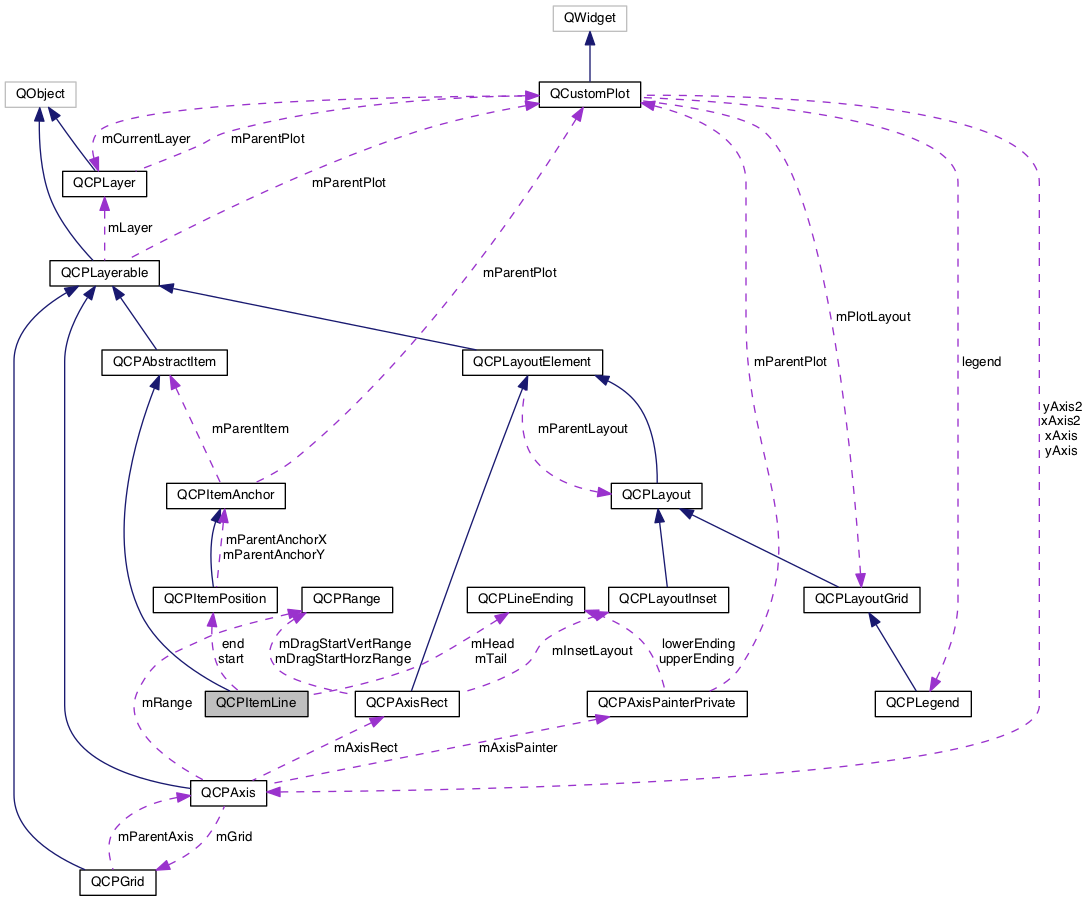 QWidget
QObject
QCustomPlot
mCurrentLayer
mParentPlot
QCPLayer
mParentPlot
mLayer
QCPLayerable
mParentPlot
mPlotLayout
QCPAbstractItem
QCPLayoutElement
mParentPlot
legend
yAxis2
xAxis2
xAxis
yAxis
mParentItem
mParentLayout
QCPItemAnchor
QCPLayout
mParentAnchorX
mParentAnchorY
QCPItemPosition
QCPRange
QCPLineEnding
QCPLayoutInset
QCPLayoutGrid
end
start
mDragStartVertRange
mDragStartHorzRange
mHead
mTail
mInsetLayout
lowerEnding
upperEnding
mRange
QCPItemLine
QCPAxisRect
QCPAxisPainterPrivate
QCPLegend
mAxisRect
mAxisPainter
QCPAxis
mParentAxis
mGrid
QCPGrid